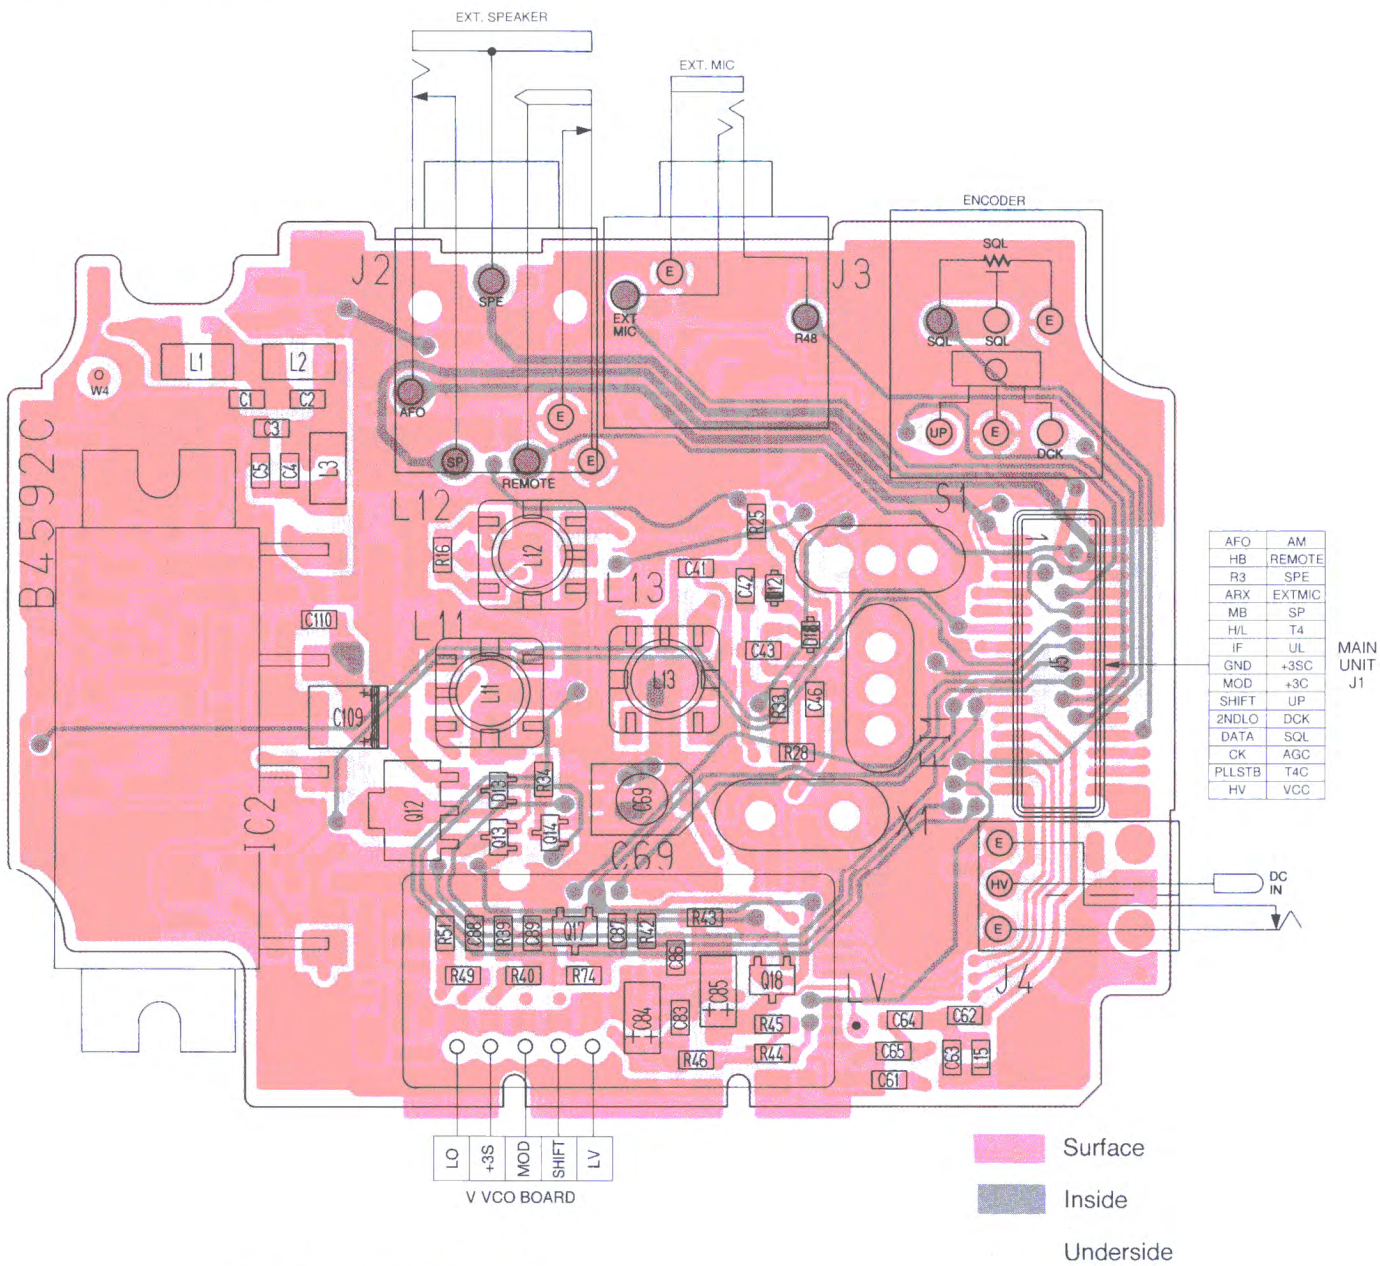 EXT. SPEAKER
EXT. MIC
ENCODER
SQL
J2
J3
SPE
E
EXT
MIC
R48
SQL
SQL
E
L1
L2
W4
AFO
E
UP
E
DCK
C1
C2
C3
C5
C4
L3
SP
REMOTE
E
B4592C
L12
S1
R16
L12
L13
C41
R25
C42
D12
C110
L11
C43
D18
J5
C109
L11
L13
R33
C46
FI1
R28
IC2
Q12
D13
R34
Q13
Q14
C69
C69
X1
AFO AM
HB REMOTE
R3 SPE
ARX EXTMIC
MB SP
H/L T4
IF UL
GND +3SC
MOD +3C
SHIFT UP
2NDLO DCK
DATA SQL
CK AGC
PLLSTB T4C
HV VCC
MAIN
UNIT
J1
E
HV
E
DC
IN
J4
R51
C88
R39
C89
Q17
C87
R42
R43
C86
R49
R40
R74
C84
C83
C85
Q18
R45
R44
R46
LV
C64
C62
C65
C63
L15
C61
LO
+3S
MOD
SHIFT
LV
V VCO BOARD
Surface
Inside
Underside